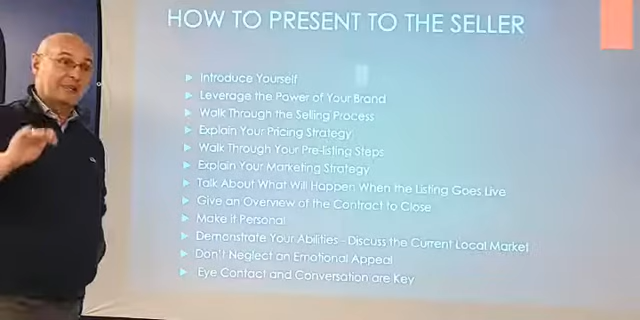 HOW TO PRESENT TO THE SELLER
Introduce Yourself
Leverage the Power of Your Brand
Walk Through the Selling Process
Explain Your Pricing Strategy
Walk Through Your Pre-listing Steps
Explain Your Marketing Strategy
Talk About What Will Happen When the Listing Goes Live
Give an Overview of the Contract to Close
Make it Personal
Demonstrate Your Abilities - Discuss the Current Local Market
Don't Neglect an Emotional Appeal
Eye Contact and Conversation are Key